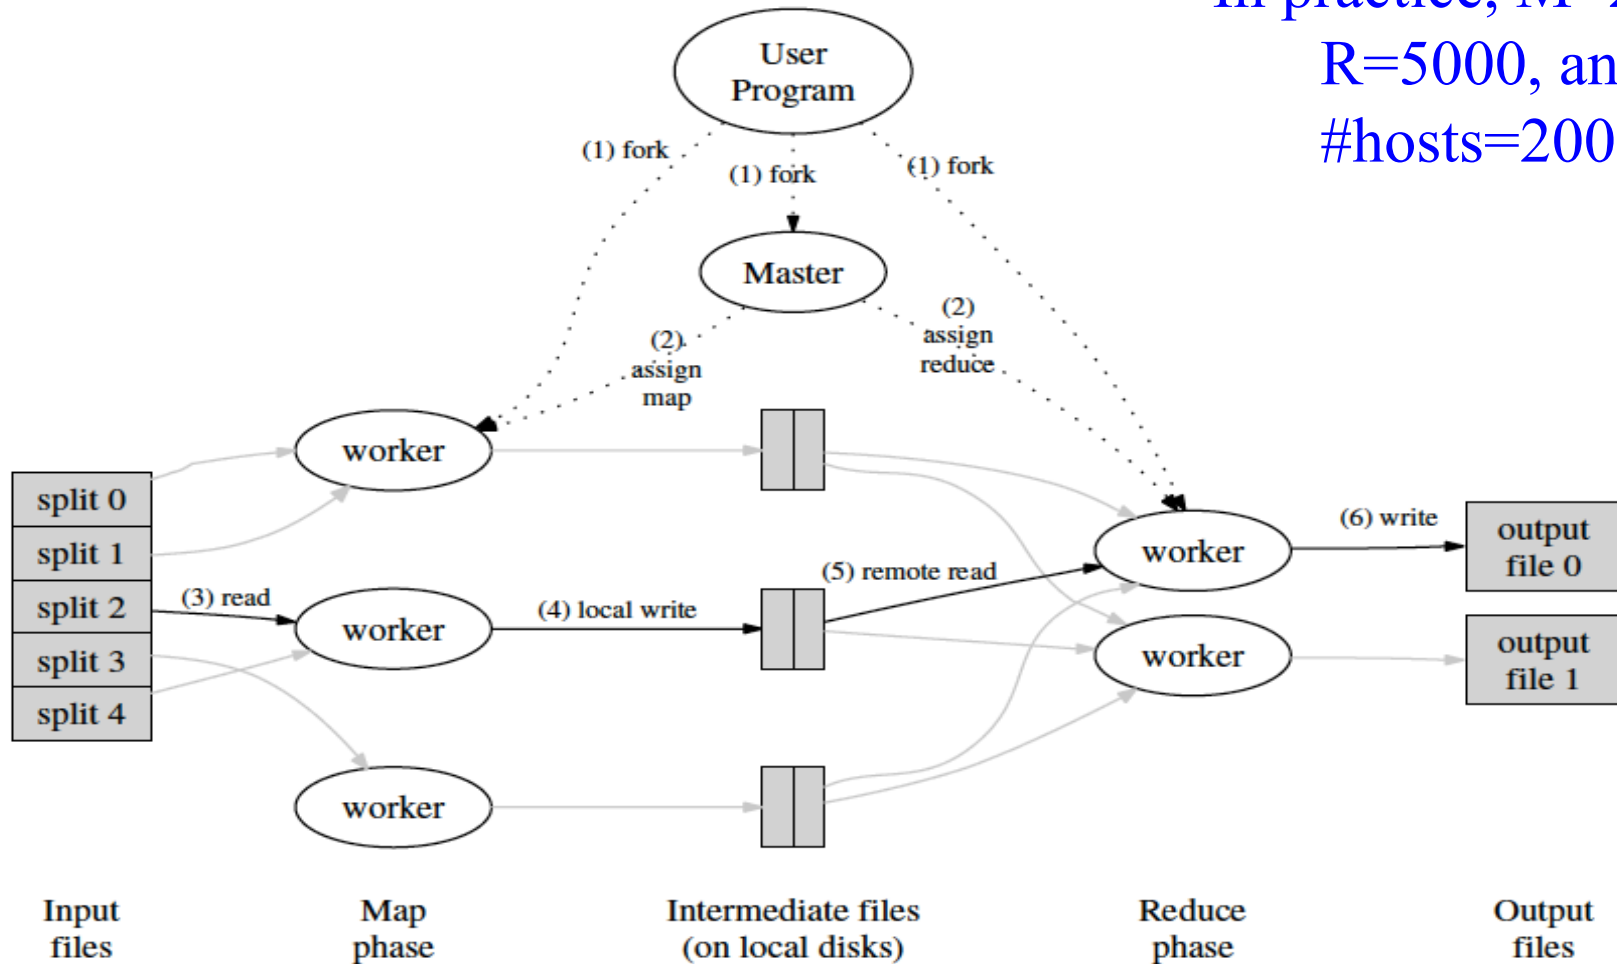 In practice, M=2
R=5000, an
#hosts=200
User
Program
(1) fork
(1) fork
(1) fork
Master
(2)
assign
map
(2)
assign
reduce
worker
split 0
split 1
split 2
split 3
split 4
(3) read
worker
(4) local write
(5) remote read
worker
(6) write
output
file 0
worker
output
file 1
worker
Input
files
Map
phase
Intermediate files
(on local disks)
Reduce
phase
Output
files